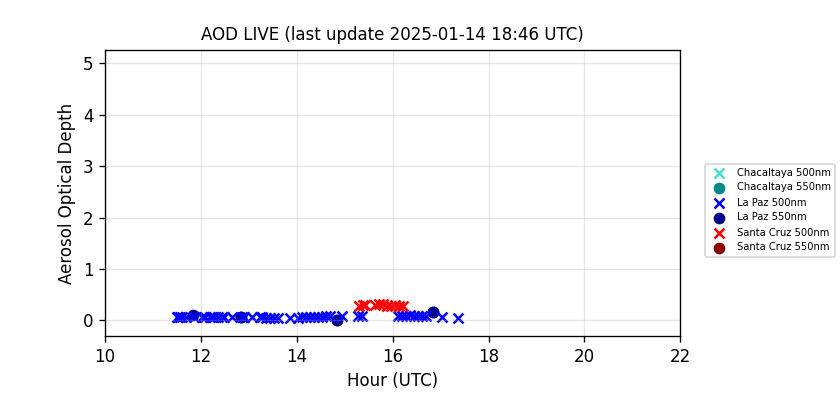 AOD LIVE (last update 2025-01-14 18:46 UTC)
5
4
3
2
1
0
Aerosol Optical Depth
10 12 14 16 18 20 22
Hour (UTC)
Chacaltaya 500nm
Chacaltaya 550nm
La Paz 500nm
La Paz 550nm
Santa Cruz 500nm
Santa Cruz 550nm